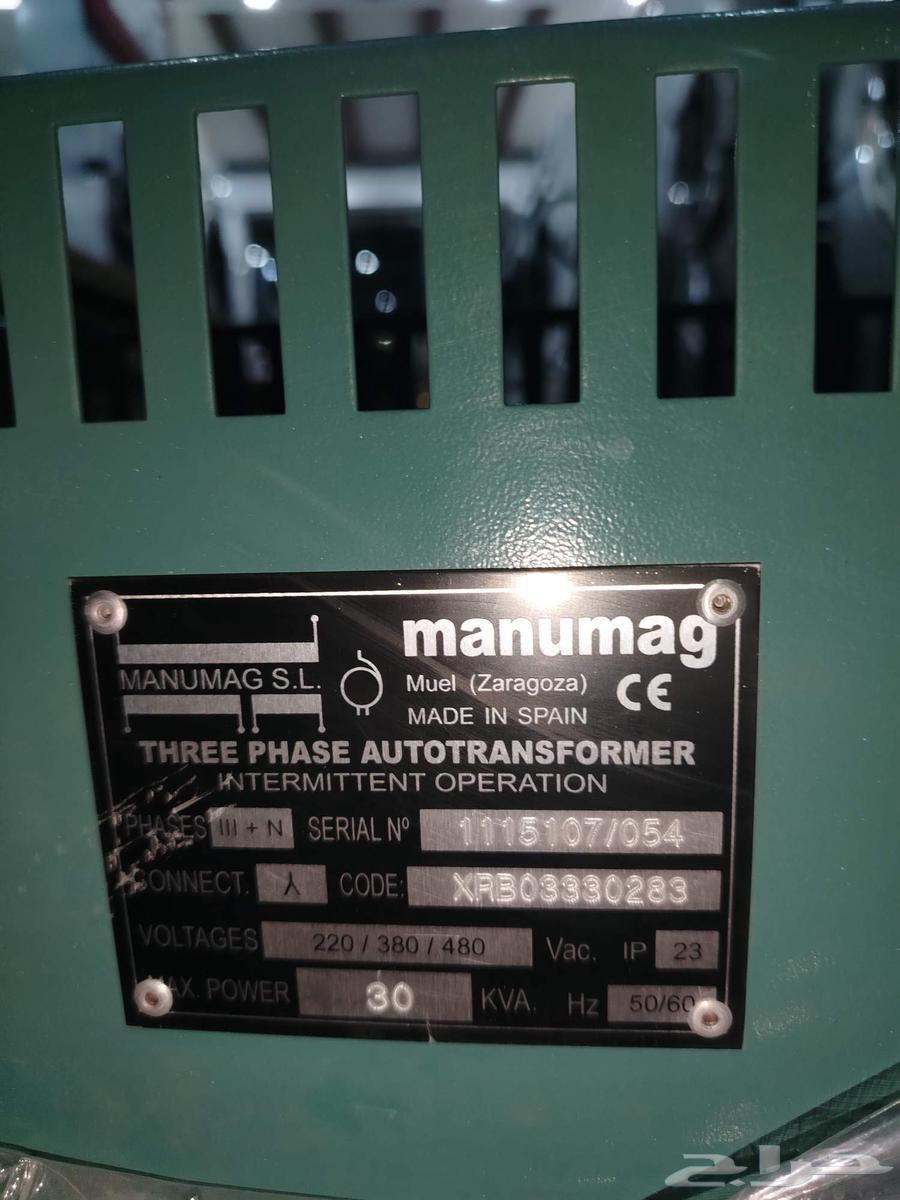 manumag
MANUMAG S.L.
Muel (Zaragoza)
CE
MADE IN SPAIN
THREE PHASE AUTOTRANSFORMER
INTERMITTENT OPERATION
PHASES III + N SERIAL Nº 1115107/054
CONNECT. CODE: XRB03330283
VOLTAGES 220 / 380 / 480 Vac. IP 23
MAX. POWER 30 KVA. Hz 50/60
حراج